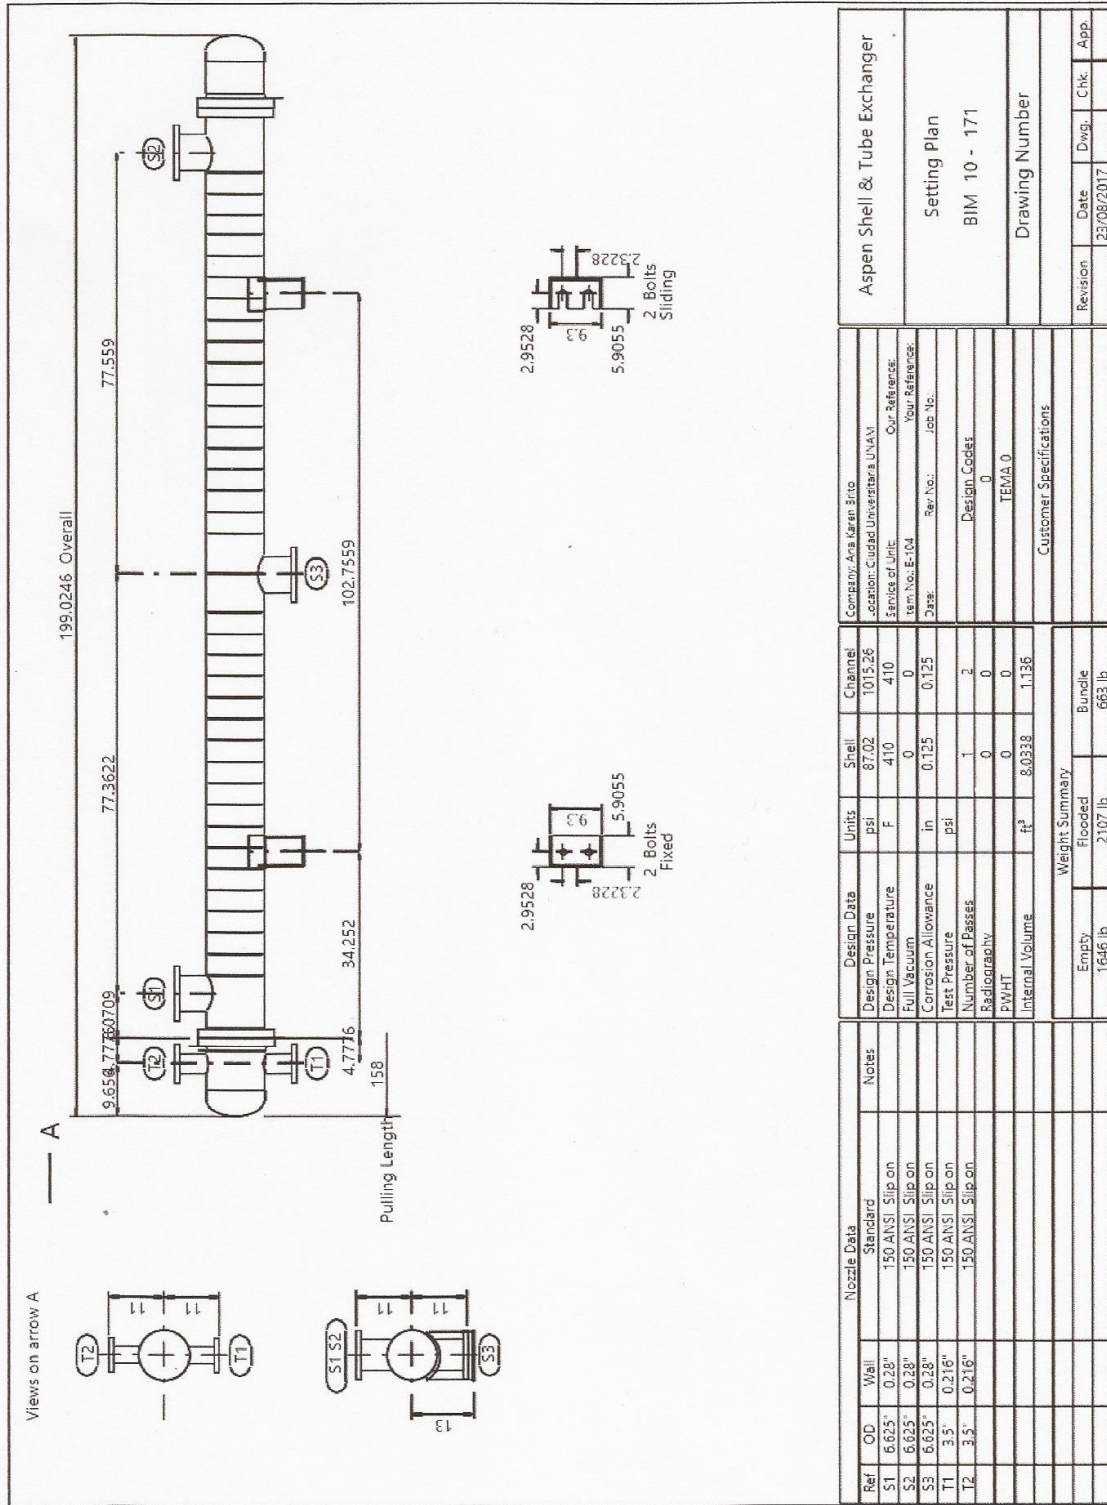 Views on arrow A
A
T2
T1
11
11
S1 S2
S3
11
11
13
199.0246 Overall
77.3622
77.559
9.656
S1
S2
T2
T1
S3
4.7776
34.252
102.7559
158
Pulling Length
2.9528
9.3
2.3228
5.9055
2 Bolts
Fixed
2.9528
9.3
2.3228
5.9055
2 Bolts
Sliding
Nozzle Data
Ref OD Wall Standard Notes
S1 6.625" 0.28" 150 ANSI Slip on
S2 6.625" 0.28" 150 ANSI Slip on
S3 6.625" 0.28" 150 ANSI Slip on
T1 3.5" 0.216" 150 ANSI Slip on
T2 3.5" 0.216" 150 ANSI Slip on
Design Data Units Shell Channel
Design Pressure psi 87.02 1015.26
Design Temperature F 410 410
Full Vacuum 0 0
Corrosion Allowance in 0.125 0.125
Test Pressure psi
Number of Passes 1 2
Radiography 0 0
PWHT 0 0
Internal Volume ft³ 8.0338 1.136
Weight Summary
Empty Flooded Bundle
1646 lb 2107 lb 663 lb
Company: Ana Karen Brito
Location: Ciudad Universitaria UNAM
Service of Unit: Our Reference:
Item No.: E-104 Your Reference:
Date: Rev No.: Job No.:
Design Codes
0
TEMA 0
Customer Specifications
Aspen Shell & Tube Exchanger
Setting Plan
BIM 10 - 171
Drawing Number
Revision Date Dwg. Chk. App.
23/08/2017